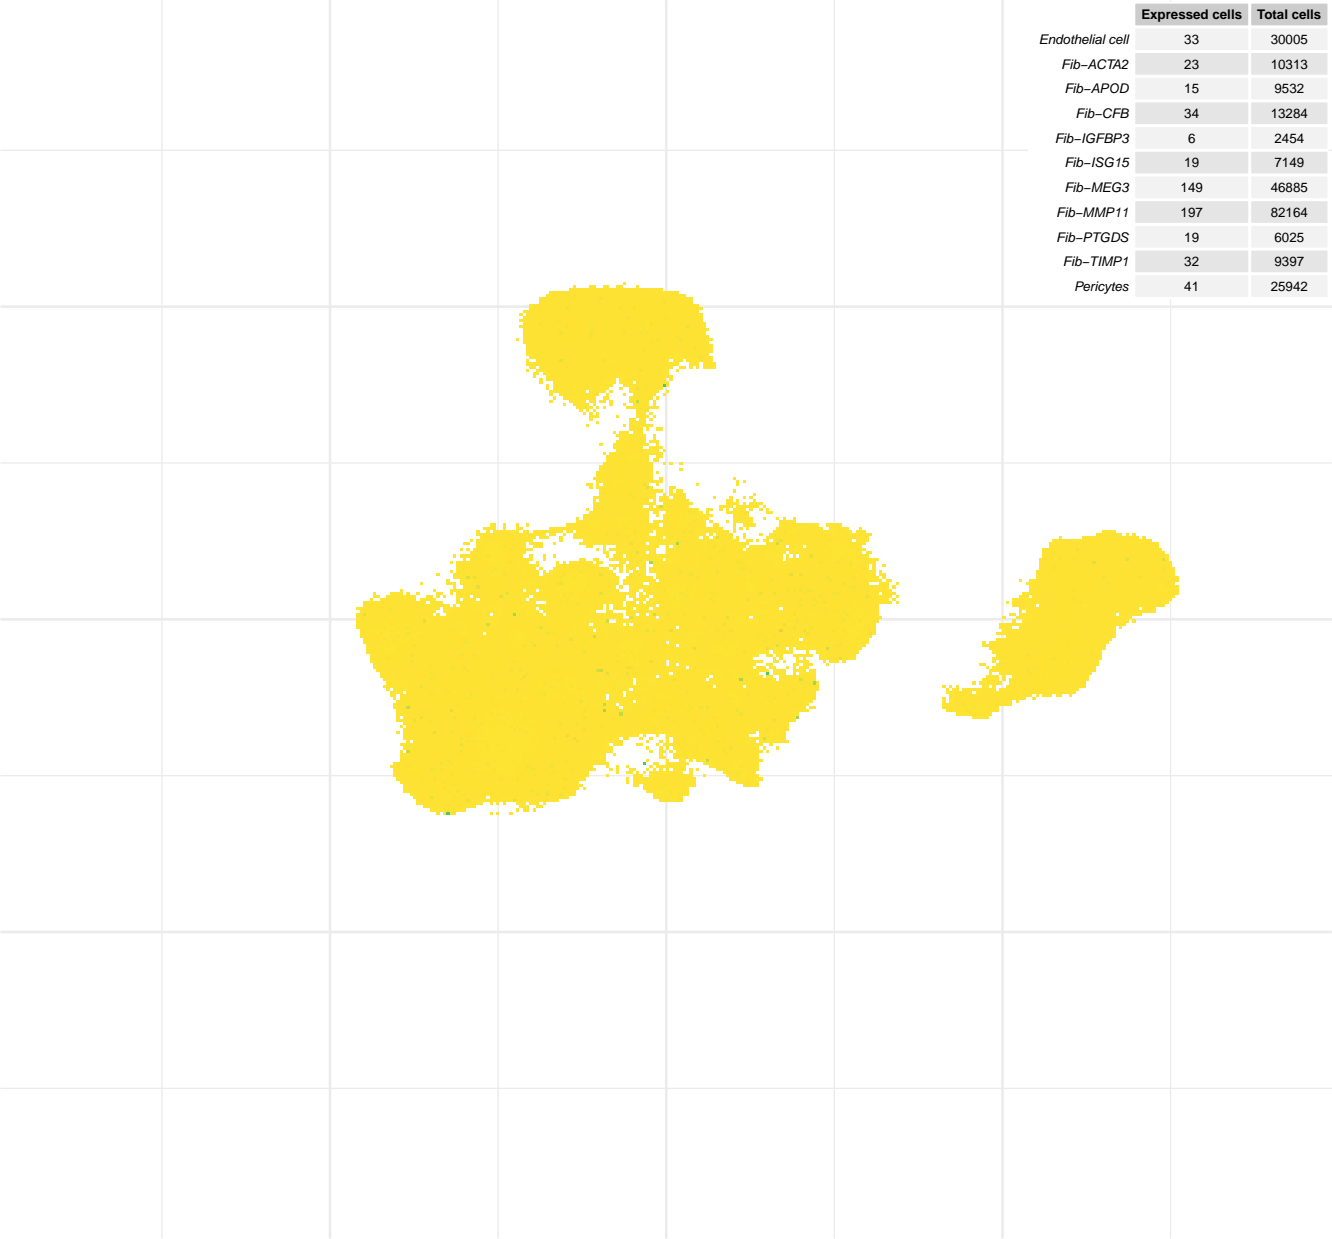 Expressed cells Total cells
Endothelial cell 33 30005
Fib−ACTA2 23 10313
Fib−APOD 15 9532
Fib−CFB 34 13284
Fib−IGFBP3 6 2454
Fib−ISG15 19 7149
Fib−MEG3 149 46885
Fib−MMP11 197 82164
Fib−PTGDS 19 6025
Fib−TIMP1 32 9397
Pericytes 41 25942